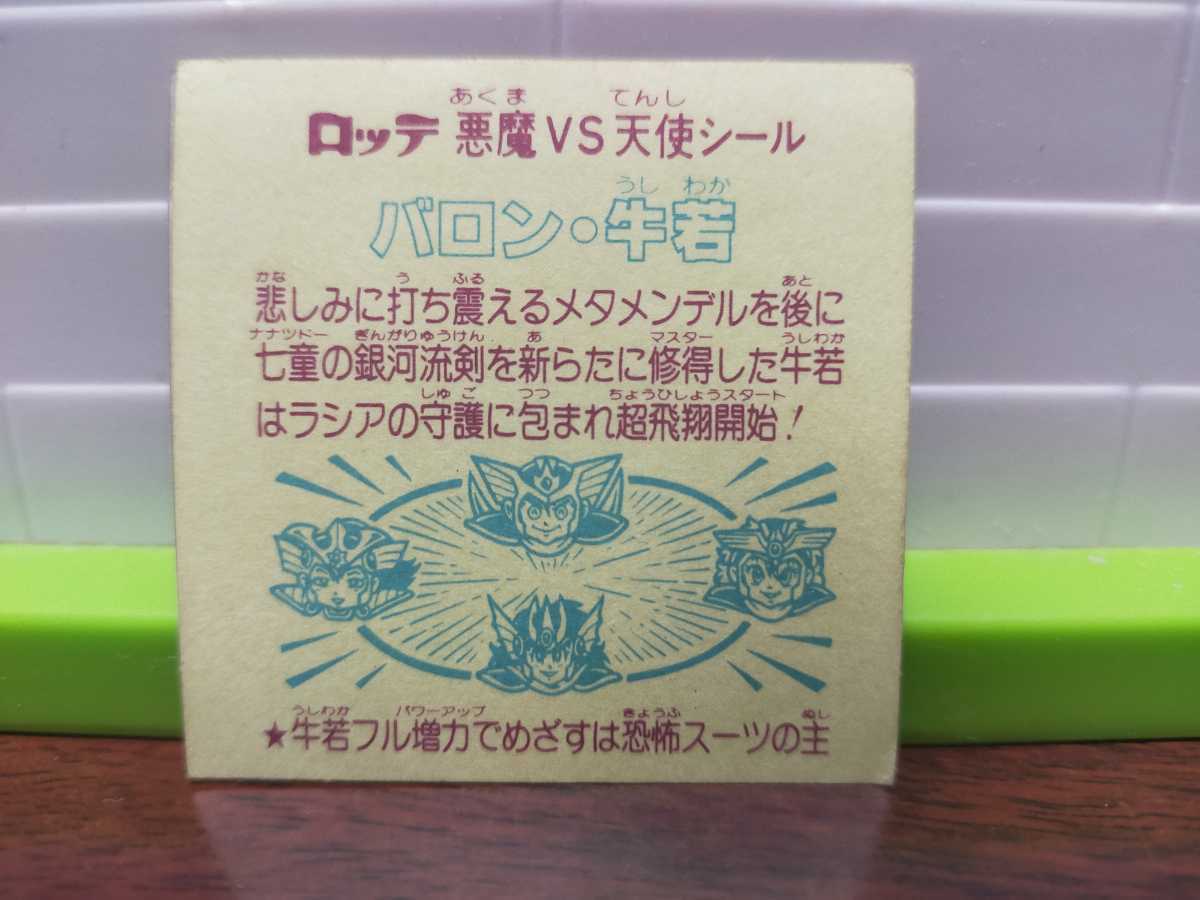 ロッテ 悪魔VS天使シール
バロン・牛若
悲しみに打ち震えるメタメンデルを後に
七童の銀河流剣を新らたに修得した牛若
はラシアの守護に包まれ超飛翔開始!
★牛若フル増力でめざすは恐怖スーツの主